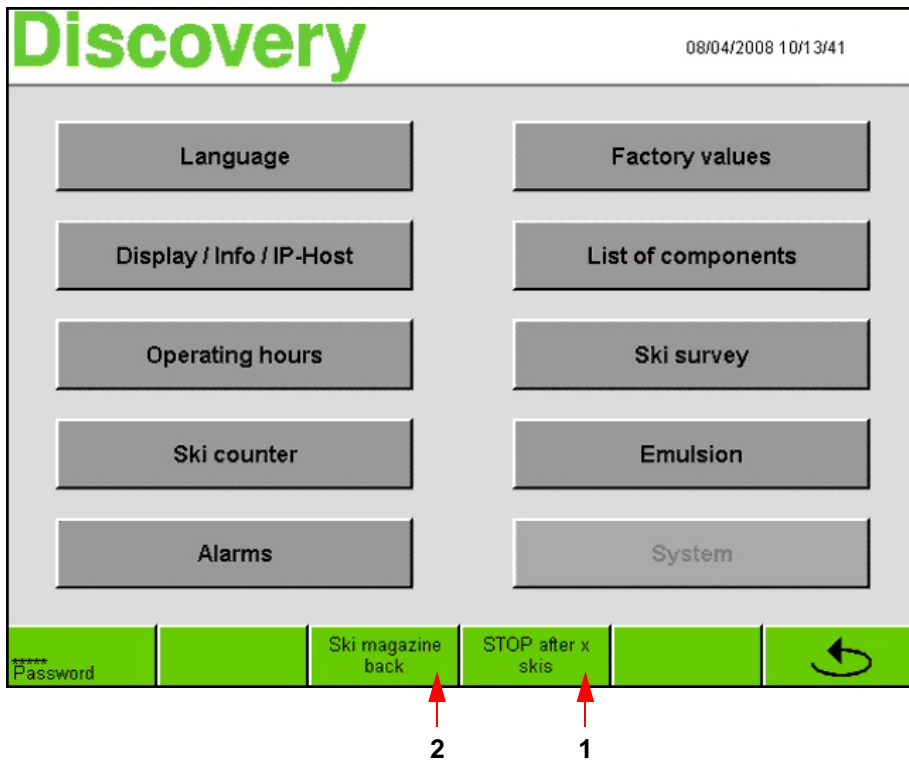 Discovery
08/04/2008 10/13/41
Language
Factory values
Display / Info / IP-Host
List of components
Operating hours
Ski survey
Ski counter
Emulsion
Alarms
System
*****
Password
Ski magazine
back
STOP after x
skis
2
1